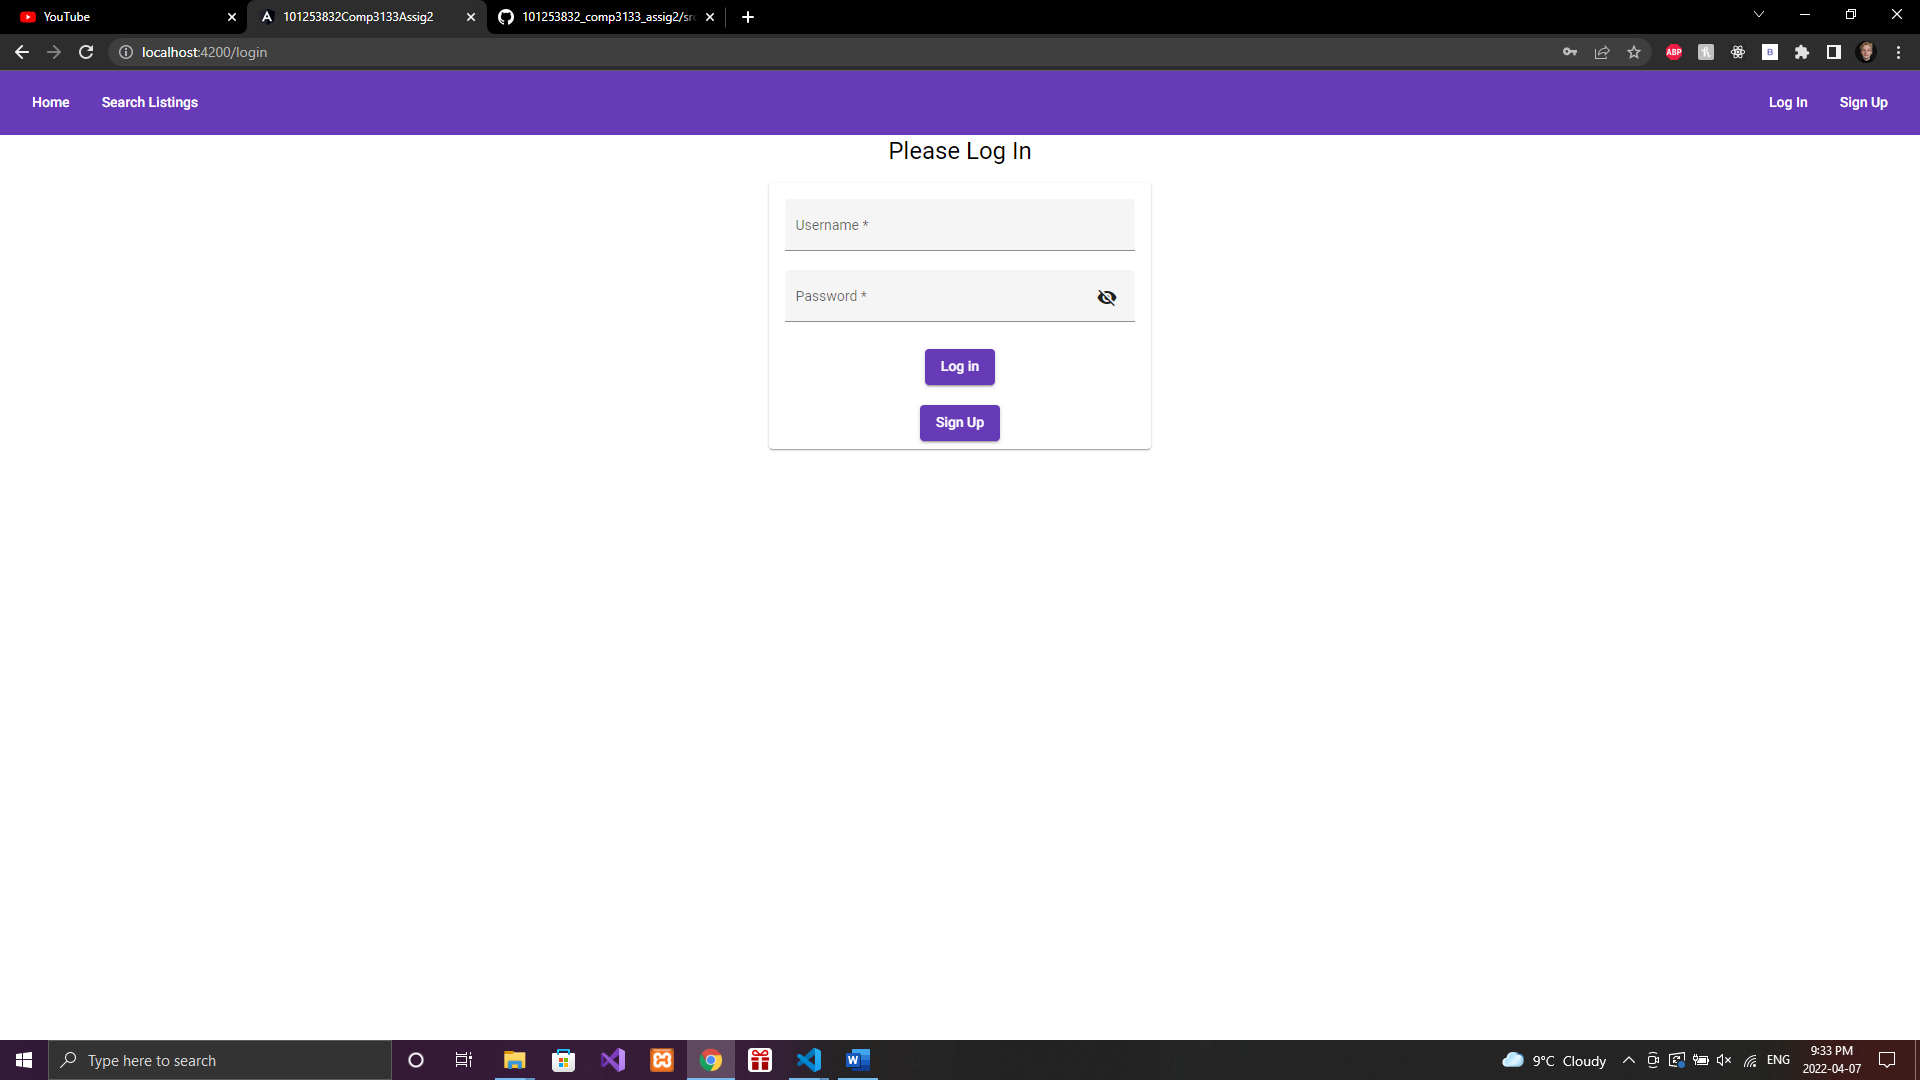 YouTube
101253832Comp3133Assig2
101253832_comp3133_assig2/src
localhost:4200/login
ABP
B
Home
Search Listings
Log In
Sign Up
Please Log In
Username *
Password *
Log in
Sign Up
Type here to search
9°C Cloudy
ENG
9:33 PM
2022-04-07